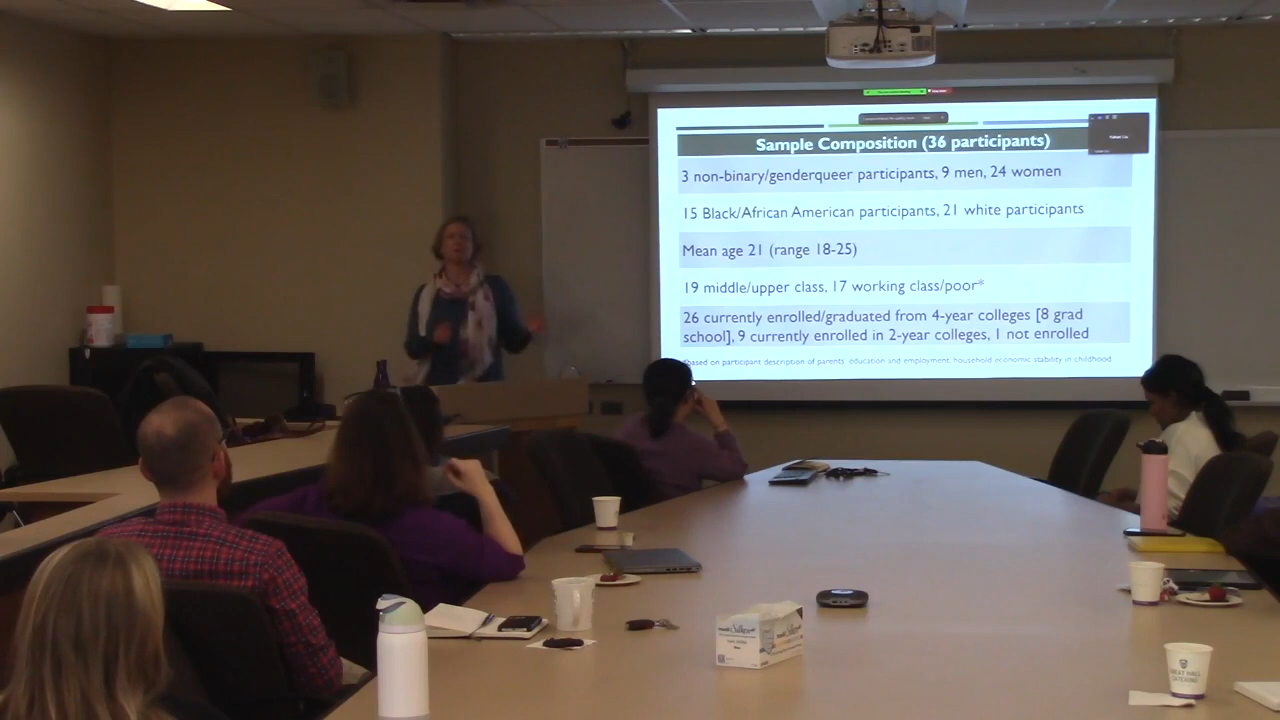 Sample Composition (36 participants)
3 non-binary/genderqueer participants, 9 men, 24 women
15 Black/African American participants, 21 white participants
Mean age 21 (range 18-25)
19 middle/upper class, 17 working class/poor*
26 currently enrolled/graduated from 4-year colleges [8 grad
school], 9 currently enrolled in 2-year colleges, 1 not enrolled
*based on participant description of parents' education and employment, household economic stability in childhood
GREAT HALL
CATERING